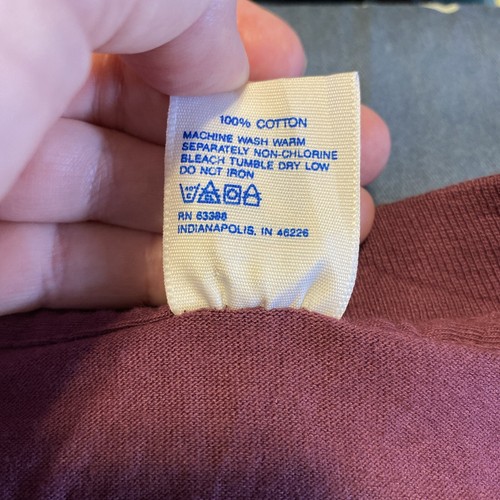 100% COTTON
MACHINE WASH WARM
SEPARATELY NON-CHLORINE
BLEACH TUMBLE DRY LOW
DO NOT IRON
RN 63386
INDIANAPOLIS, IN 46226